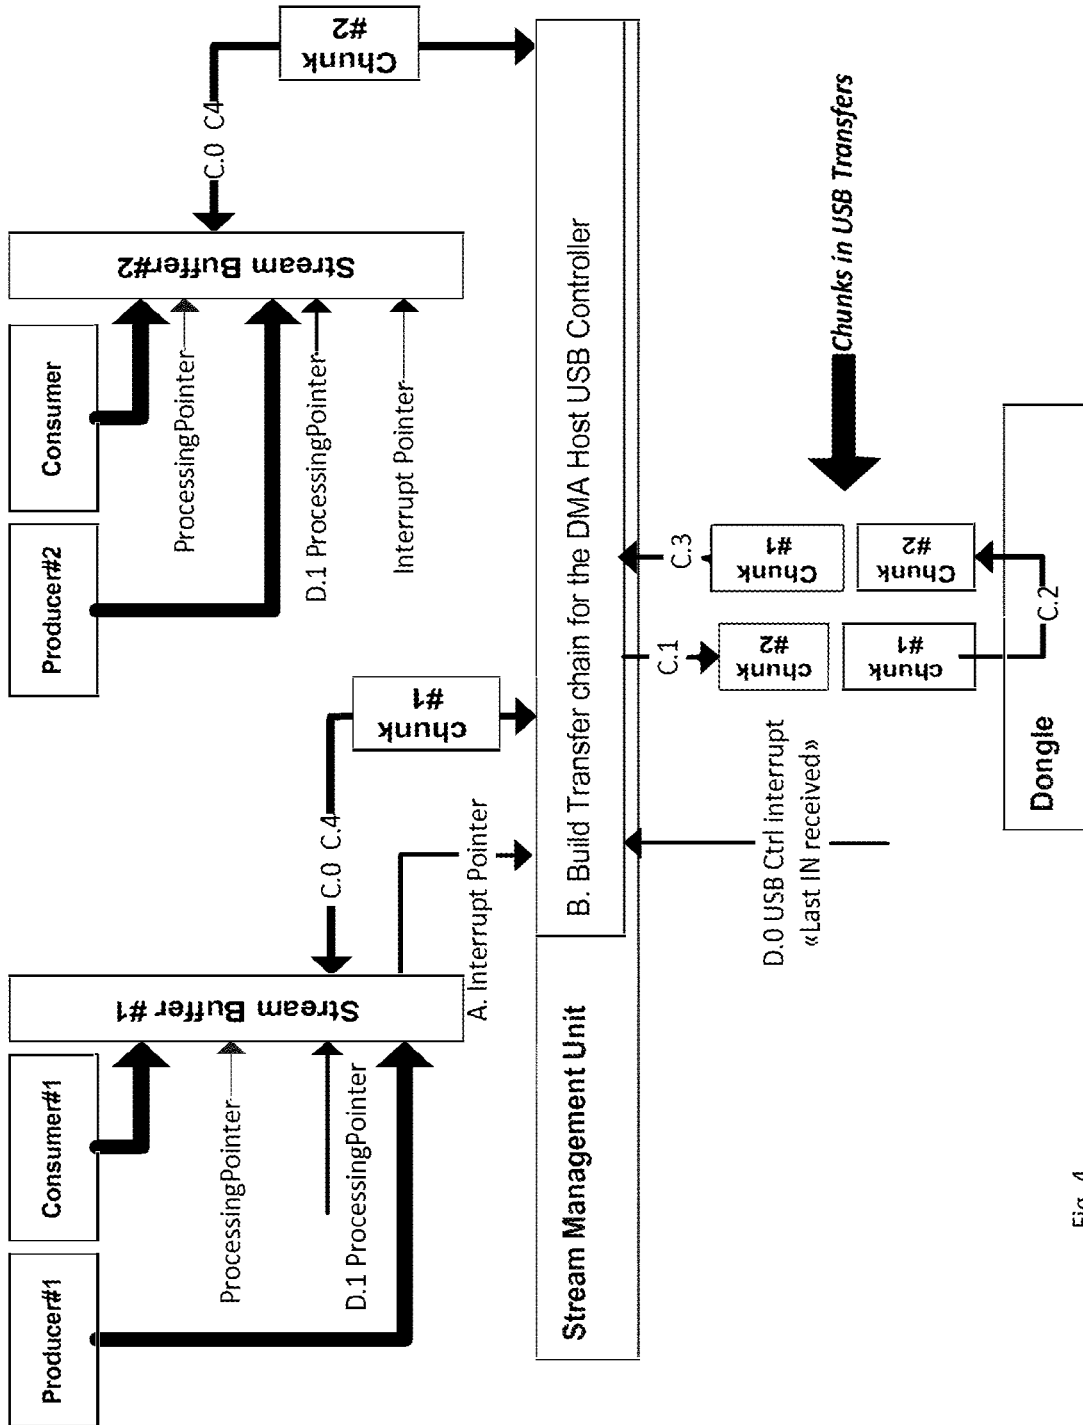 Producer#1
Consumer#1
Producer#2
Consumer
Stream Buffer #1
Stream Buffer#2
ProcessingPointer
D.1 ProcessingPointer
A. Interrupt Pointer
C.0 C.4
chunk
#1
ProcessingPointer
D.1 ProcessingPointer
Interrupt Pointer
C.0 C4
Chunk
#2
Stream Management Unit
B. Build Transfer chain for the DMA Host USB Controller
D.0 USB Ctrl interrupt
«Last IN received»
C.1
C.3
chunk
#2
Chunk
#1
chunk
#1
Chunk
#2
C.2
Chunks in USB Transfers
Dongle
Fig. 4